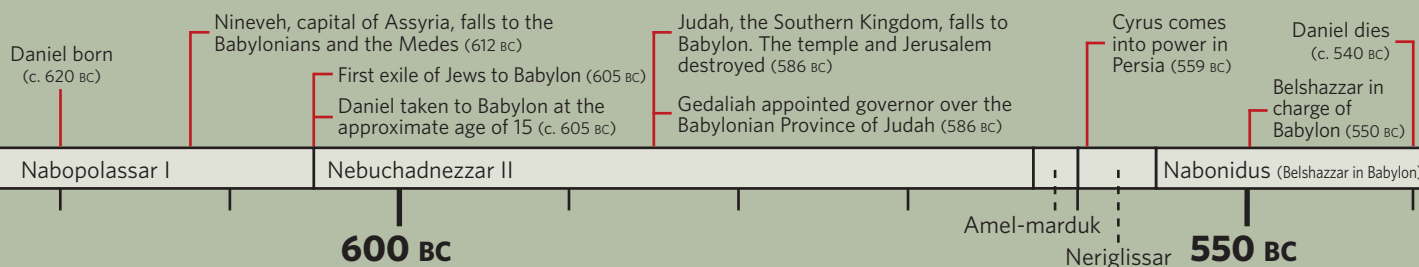 Daniel born
(c. 620 BC)
Nineveh, capital of Assyria, falls to the
Babylonians and the Medes (612 BC)
First exile of Jews to Babylon (605 BC)
Daniel taken to Babylon at the
approximate age of 15 (c. 605 BC)
Judah, the Southern Kingdom, falls to
Babylon. The temple and Jerusalem
destroyed (586 BC)
Gedaliah appointed governor over the
Babylonian Province of Judah (586 BC)
Cyrus comes
into power in
Persia (559 BC)
Daniel dies
(c. 540 BC)
Belshazzar in
charge of
Babylon (550 BC)
Nabopolassar I
Nebuchadnezzar II
Nabonidus (Belshazzar in Babylon)
Amel-marduk
Neriglissar
600 BC
550 BC